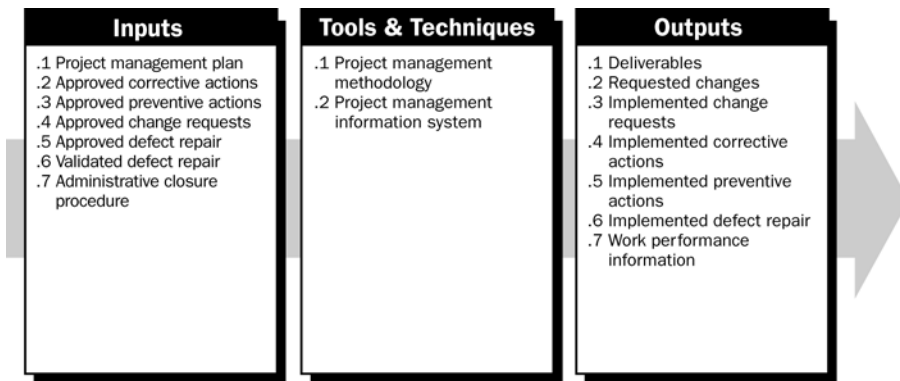 Inputs
.1 Project management plan
.2 Approved corrective actions
.3 Approved preventive actions
.4 Approved change requests
.5 Approved defect repair
.6 Validated defect repair
.7 Administrative closure
procedure
Tools & Techniques
.1 Project management
methodology
.2 Project management
information system
Outputs
.1 Deliverables
.2 Requested changes
.3 Implemented change
requests
.4 Implemented corrective
actions
.5 Implemented preventive
actions
.6 Implemented defect repair
.7 Work performance
information